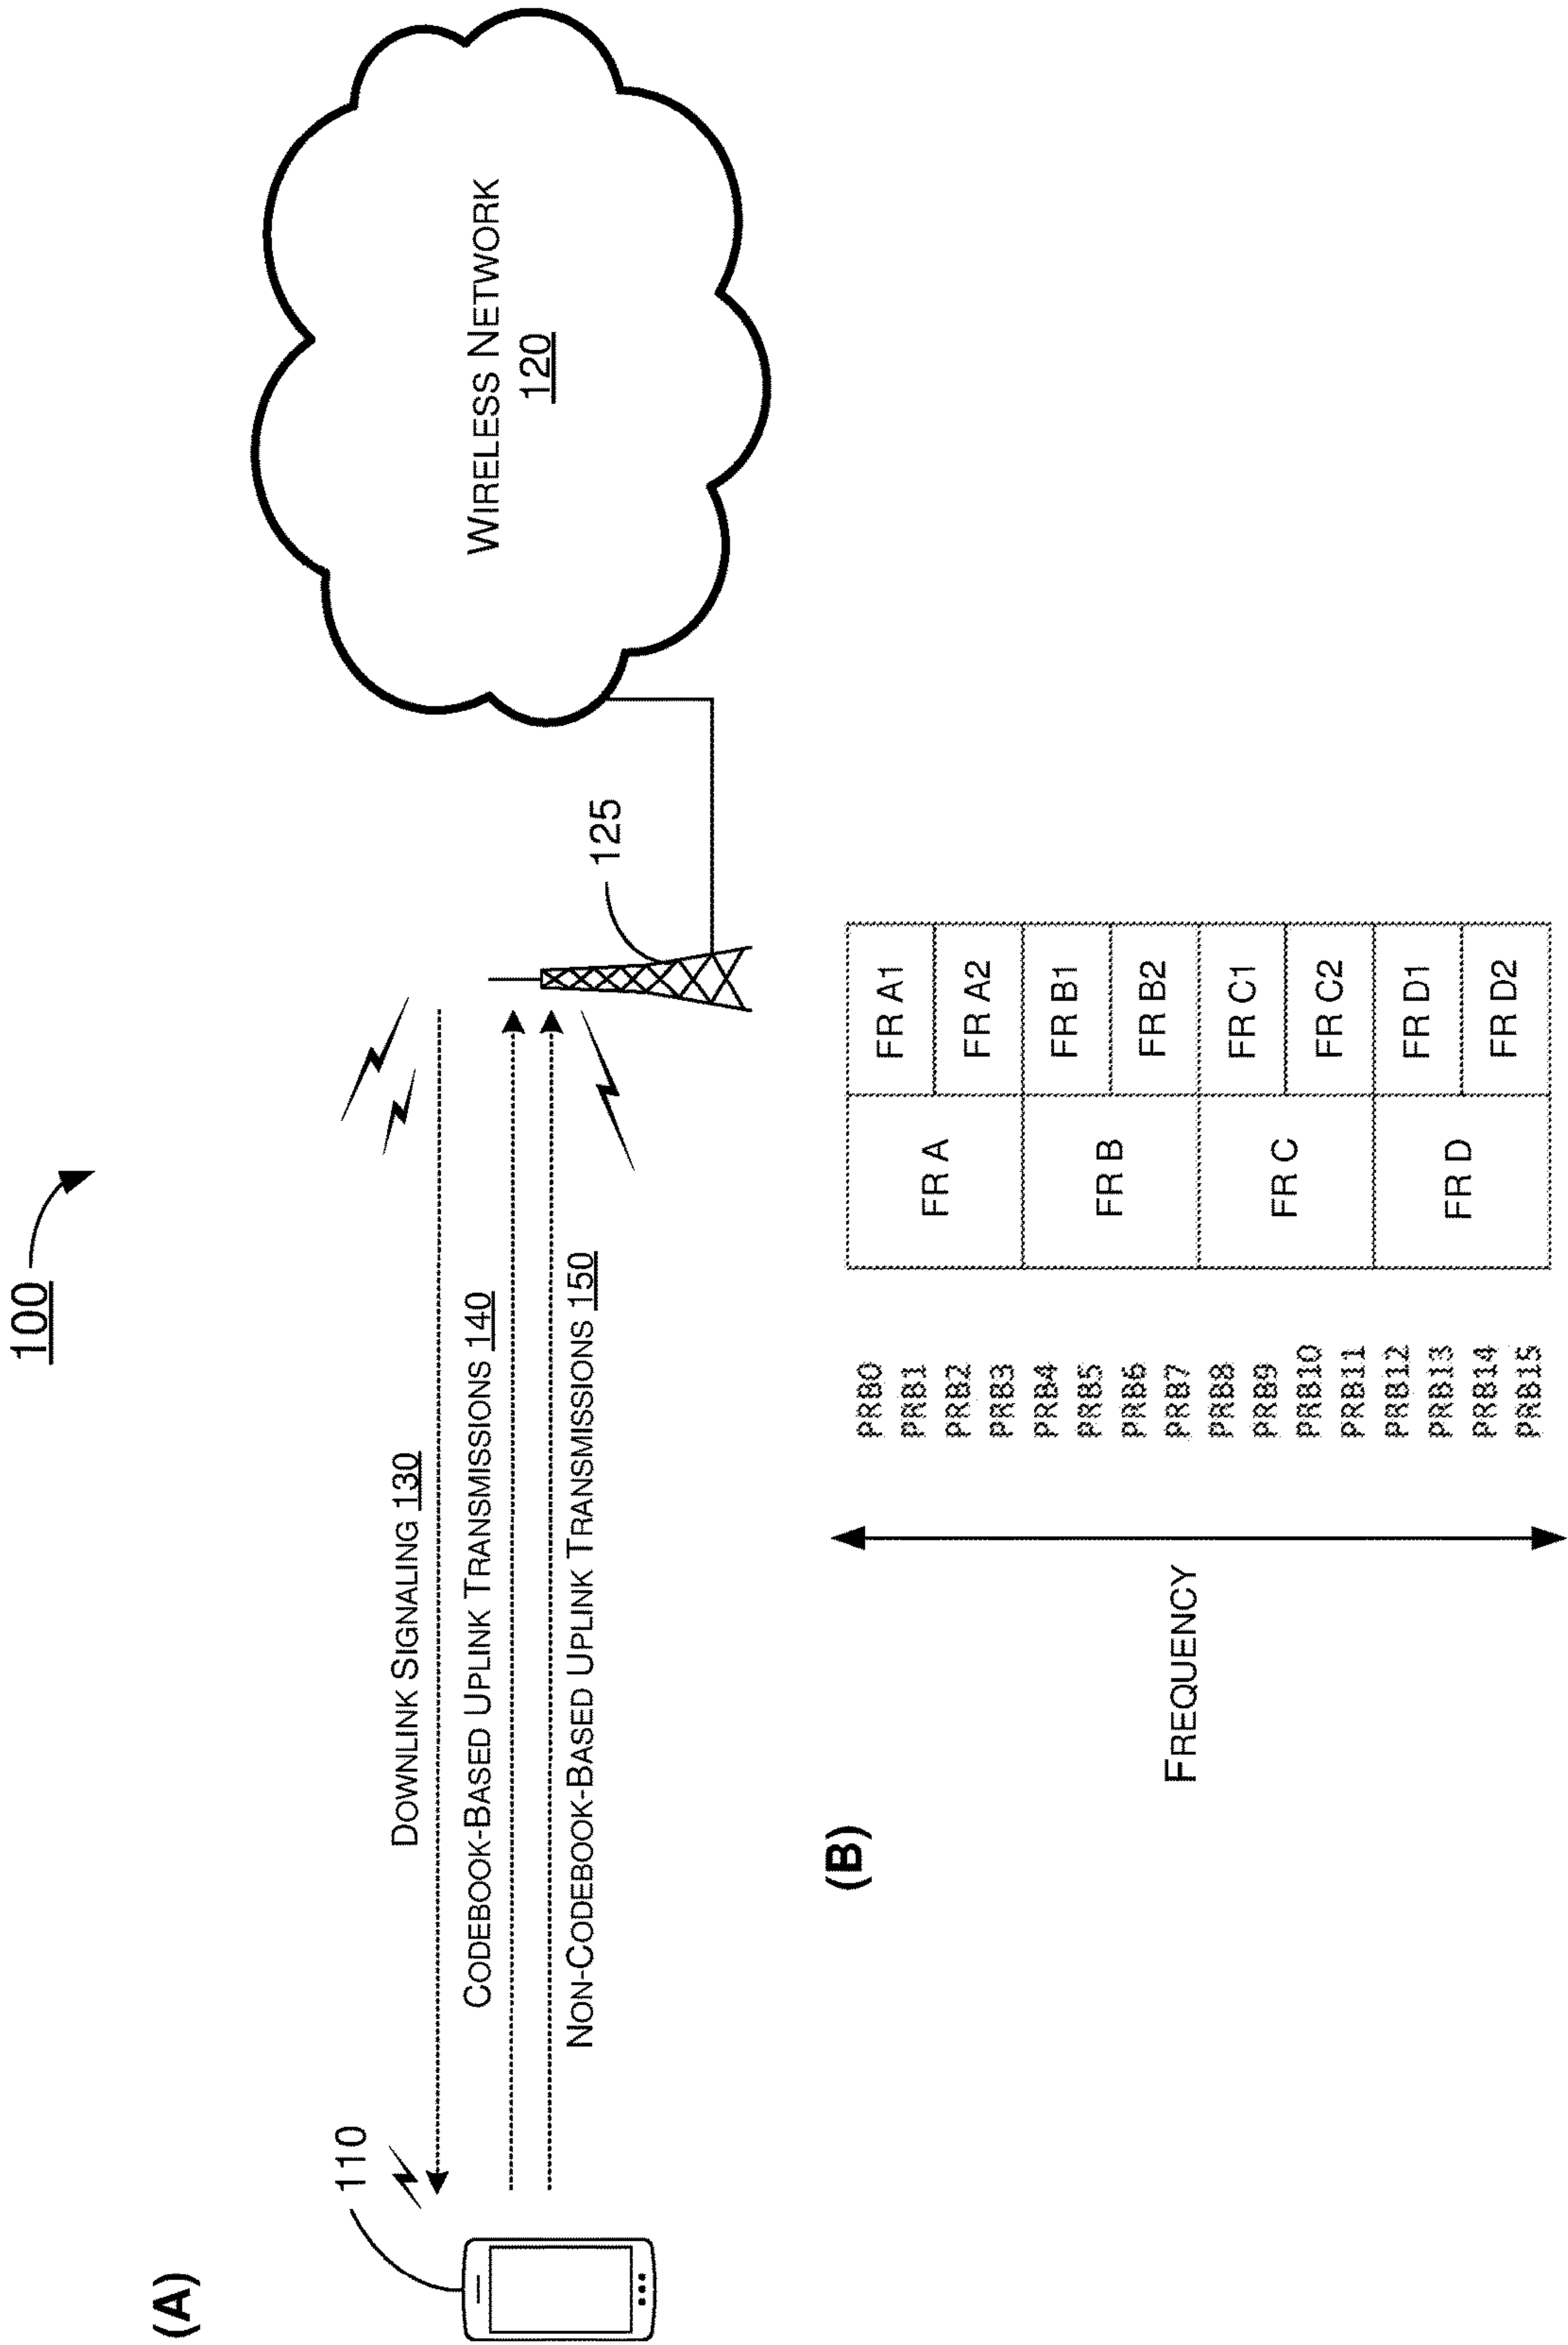 100
(A)
110
DOWNLINK SIGNALING 130
CODEBOOK-BASED UPLINK TRANSMISSIONS 140
NON-CODEBOOK-BASED UPLINK TRANSMISSIONS 150
125
WIRELESS NETWORK
120
(B)
FREQUENCY
PRB0
PRB1
PRB2
PRB3
PRB4
PRB5
PRB6
PRB7
PRB8
PRB9
PRB10
PRB11
PRB12
PRB13
PRB14
PRB15
FR A
FR B
FR C
FR D
FR A1
FR A2
FR B1
FR B2
FR C1
FR C2
FR D1
FR D2